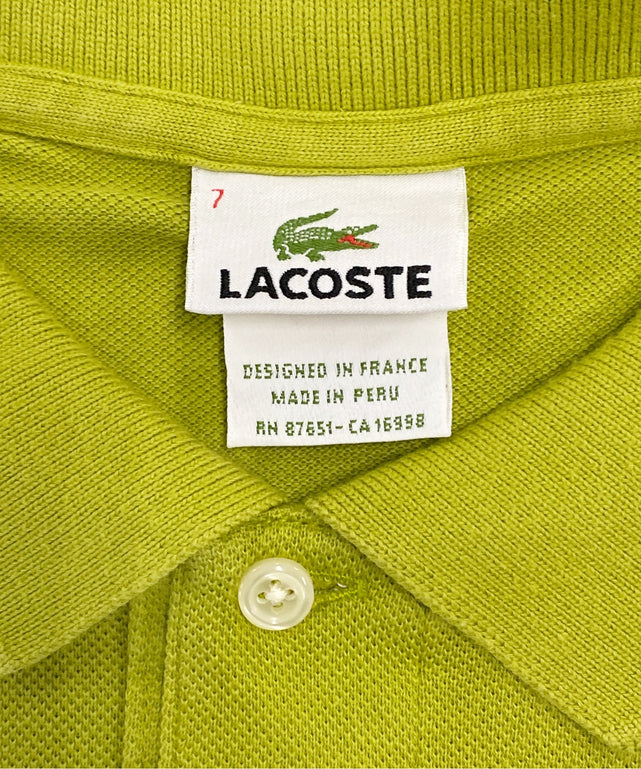 7
LACOSTE
DESIGNED IN FRANCE
MADE IN PERU
RN 87651-CA 16998